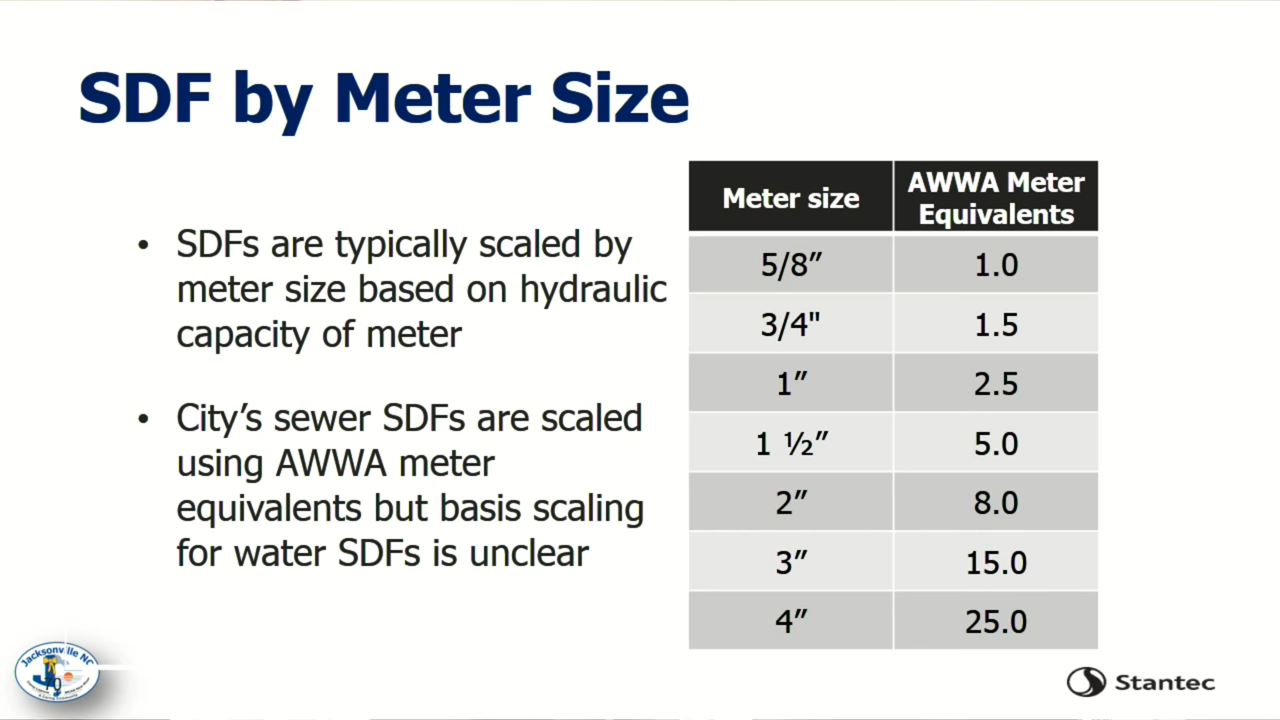 SDF by Meter Size
• SDFs are typically scaled by
meter size based on hydraulic
capacity of meter
• City’s sewer SDFs are scaled
using AWWA meter
equivalents but basis scaling
for water SDFs is unclear
Meter size AWWA Meter Equivalents
5/8” 1.0
3/4" 1.5
1” 2.5
1 ½” 5.0
2” 8.0
3” 15.0
4” 25.0
Jacksonville NC
70
Stantec